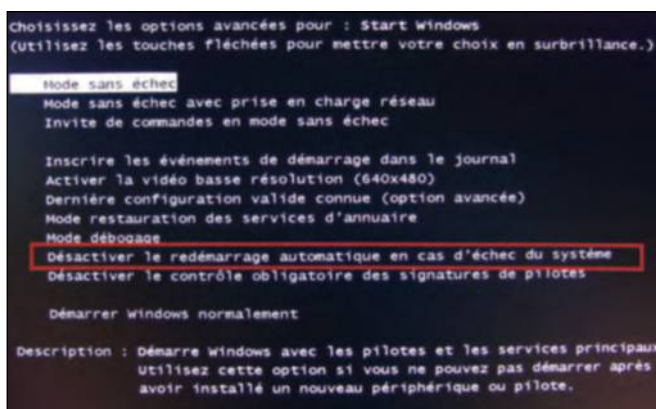 Choisissez les options avancées pour : Start Windows
(Utilisez les touches fléchées pour mettre votre choix en surbrillance.)
Mode sans échec
Mode sans échec avec prise en charge réseau
Invite de commandes en mode sans échec
Inscrire les événements de démarrage dans le journal
Activer la vidéo basse résolution (640x480)
Dernière configuration valide connue (option avancée)
Mode restauration des services d'annuaire
Mode débogage
Désactiver le redémarrage automatique en cas d'échec du système
Désactiver le contrôle obligatoire des signatures de pilotes
Démarrer Windows normalement
Description : Démarre Windows avec les pilotes et les services principaux
Utilisez cette option si vous ne pouvez pas démarrer après
avoir installé un nouveau périphérique ou pilote.